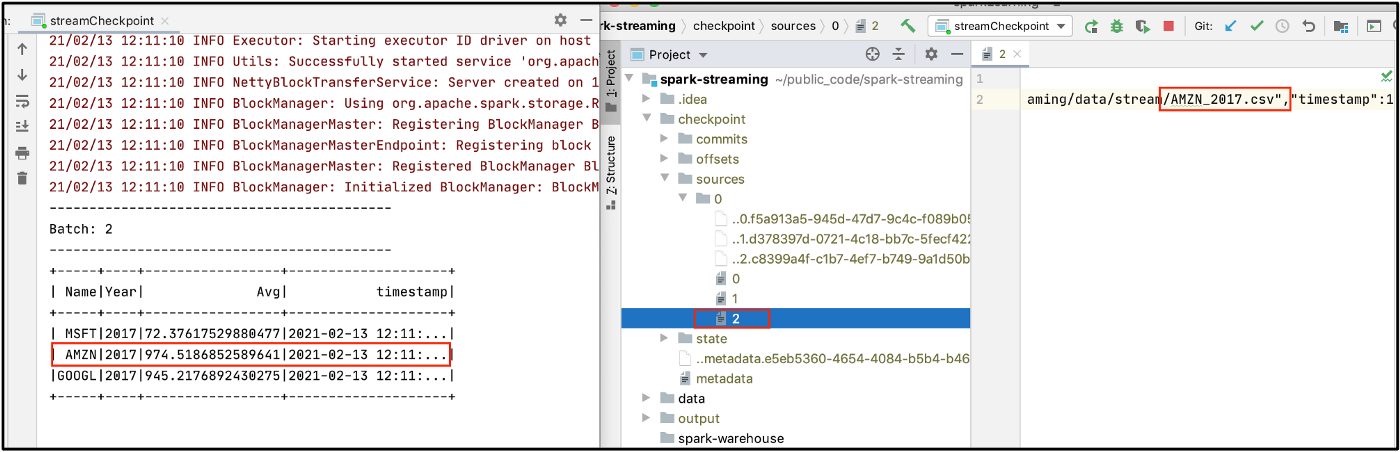 n: streamCheckpoint
21/02/13 12:11:10 INFO Executor: Starting executor ID driver on host
21/02/13 12:11:10 INFO Utils: Successfully started service 'org.apac
21/02/13 12:11:10 INFO NettyBlockTransferService: Server created on 1
21/02/13 12:11:10 INFO BlockManager: Using org.apache.spark.storage.R
21/02/13 12:11:10 INFO BlockManagerMaster: Registering BlockManager B
21/02/13 12:11:10 INFO BlockManagerMasterEndpoint: Registering block
21/02/13 12:11:10 INFO BlockManagerMaster: Registered BlockManager Bl
21/02/13 12:11:10 INFO BlockManager: Initialized BlockManager: BlockM
-------------------------------------------
Batch: 2
-------------------------------------------
+-----+----+-----------------+--------------------+
| Name|Year|              Avg|           timestamp|
+-----+----+-----------------+--------------------+
| MSFT|2017|72.37617529880477|2021-02-13 12:11:...|
| AMZN|2017|974.5186852589641|2021-02-13 12:11:...|
|GOOGL|2017|945.2176892430275|2021-02-13 12:11:...|
+-----+----+-----------------+--------------------+
rk-streaming checkpoint sources 0 2 streamCheckpoint Git:
1: Project
Z: Structure
Project
spark-streaming ~/public_code/spark-streaming
.idea
checkpoint
commits
offsets
sources
0
..0.f5a913a5-945d-47d7-9c4c-f089b05
..1.d378397d-0721-4c18-bb7c-5fecf422
..2.c8399a4f-c1b7-4ef7-b749-9a1d50b
0
1
2
state
..metadata.e5eb5360-4654-4084-b5b4-b46
metadata
data
output
spark-warehouse
2
1
2 aming/data/stream/AMZN_2017.csv","timestamp":1